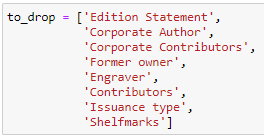 to_drop = ['Edition Statement',
           'Corporate Author',
           'Corporate Contributors',
           'Former owner',
           'Engraver',
           'Contributors',
           'Issuance type',
           'Shelfmarks']